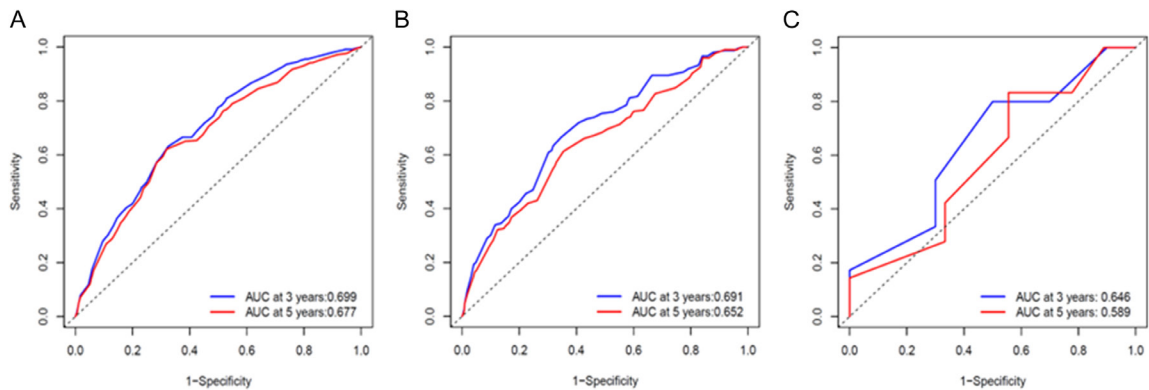 A
1.0
0.8
0.6
0.4
0.2
0.0
Sensitivity
AUC at 3 years:0.699
AUC at 5 years:0.677
0.0 0.2 0.4 0.6 0.8 1.0
1-Specificity
B
1.0
0.8
0.6
0.4
0.2
0.0
Sensitivity
AUC at 3 years:0.691
AUC at 5 years:0.652
0.0 0.2 0.4 0.6 0.8 1.0
1-Specificity
C
1.0
0.8
0.6
0.4
0.2
0.0
Sensitivity
AUC at 3 years: 0.646
AUC at 5 years: 0.589
0.0 0.2 0.4 0.6 0.8 1.0
1-Specificity